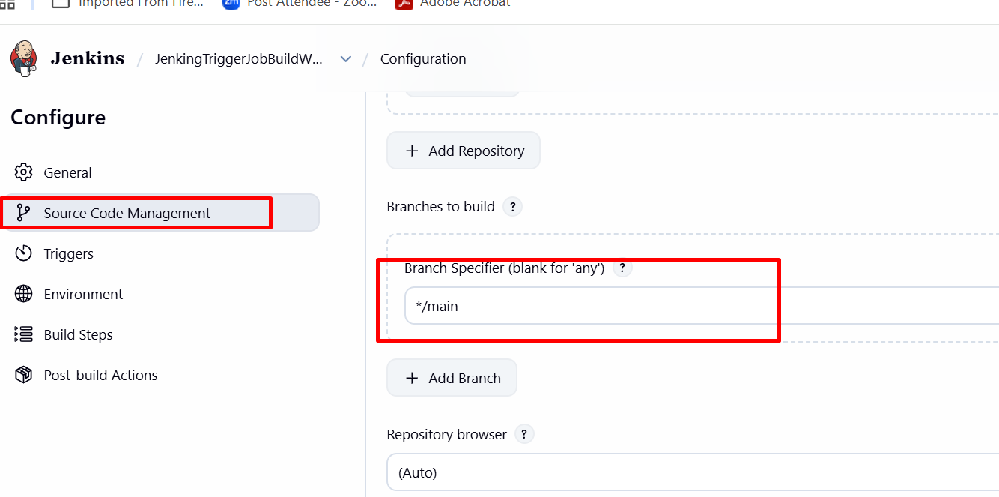 Imported From Fire... zm Post Attendee - Zoo... Adobe Acrobat
Jenkins / JenkingTriggerJobBuildW... / Configuration
Configure
General
Source Code Management
Triggers
Environment
Build Steps
Post-build Actions
+ Add Repository
Branches to build ?
Branch Specifier (blank for 'any') ?
*/main
+ Add Branch
Repository browser ?
(Auto)